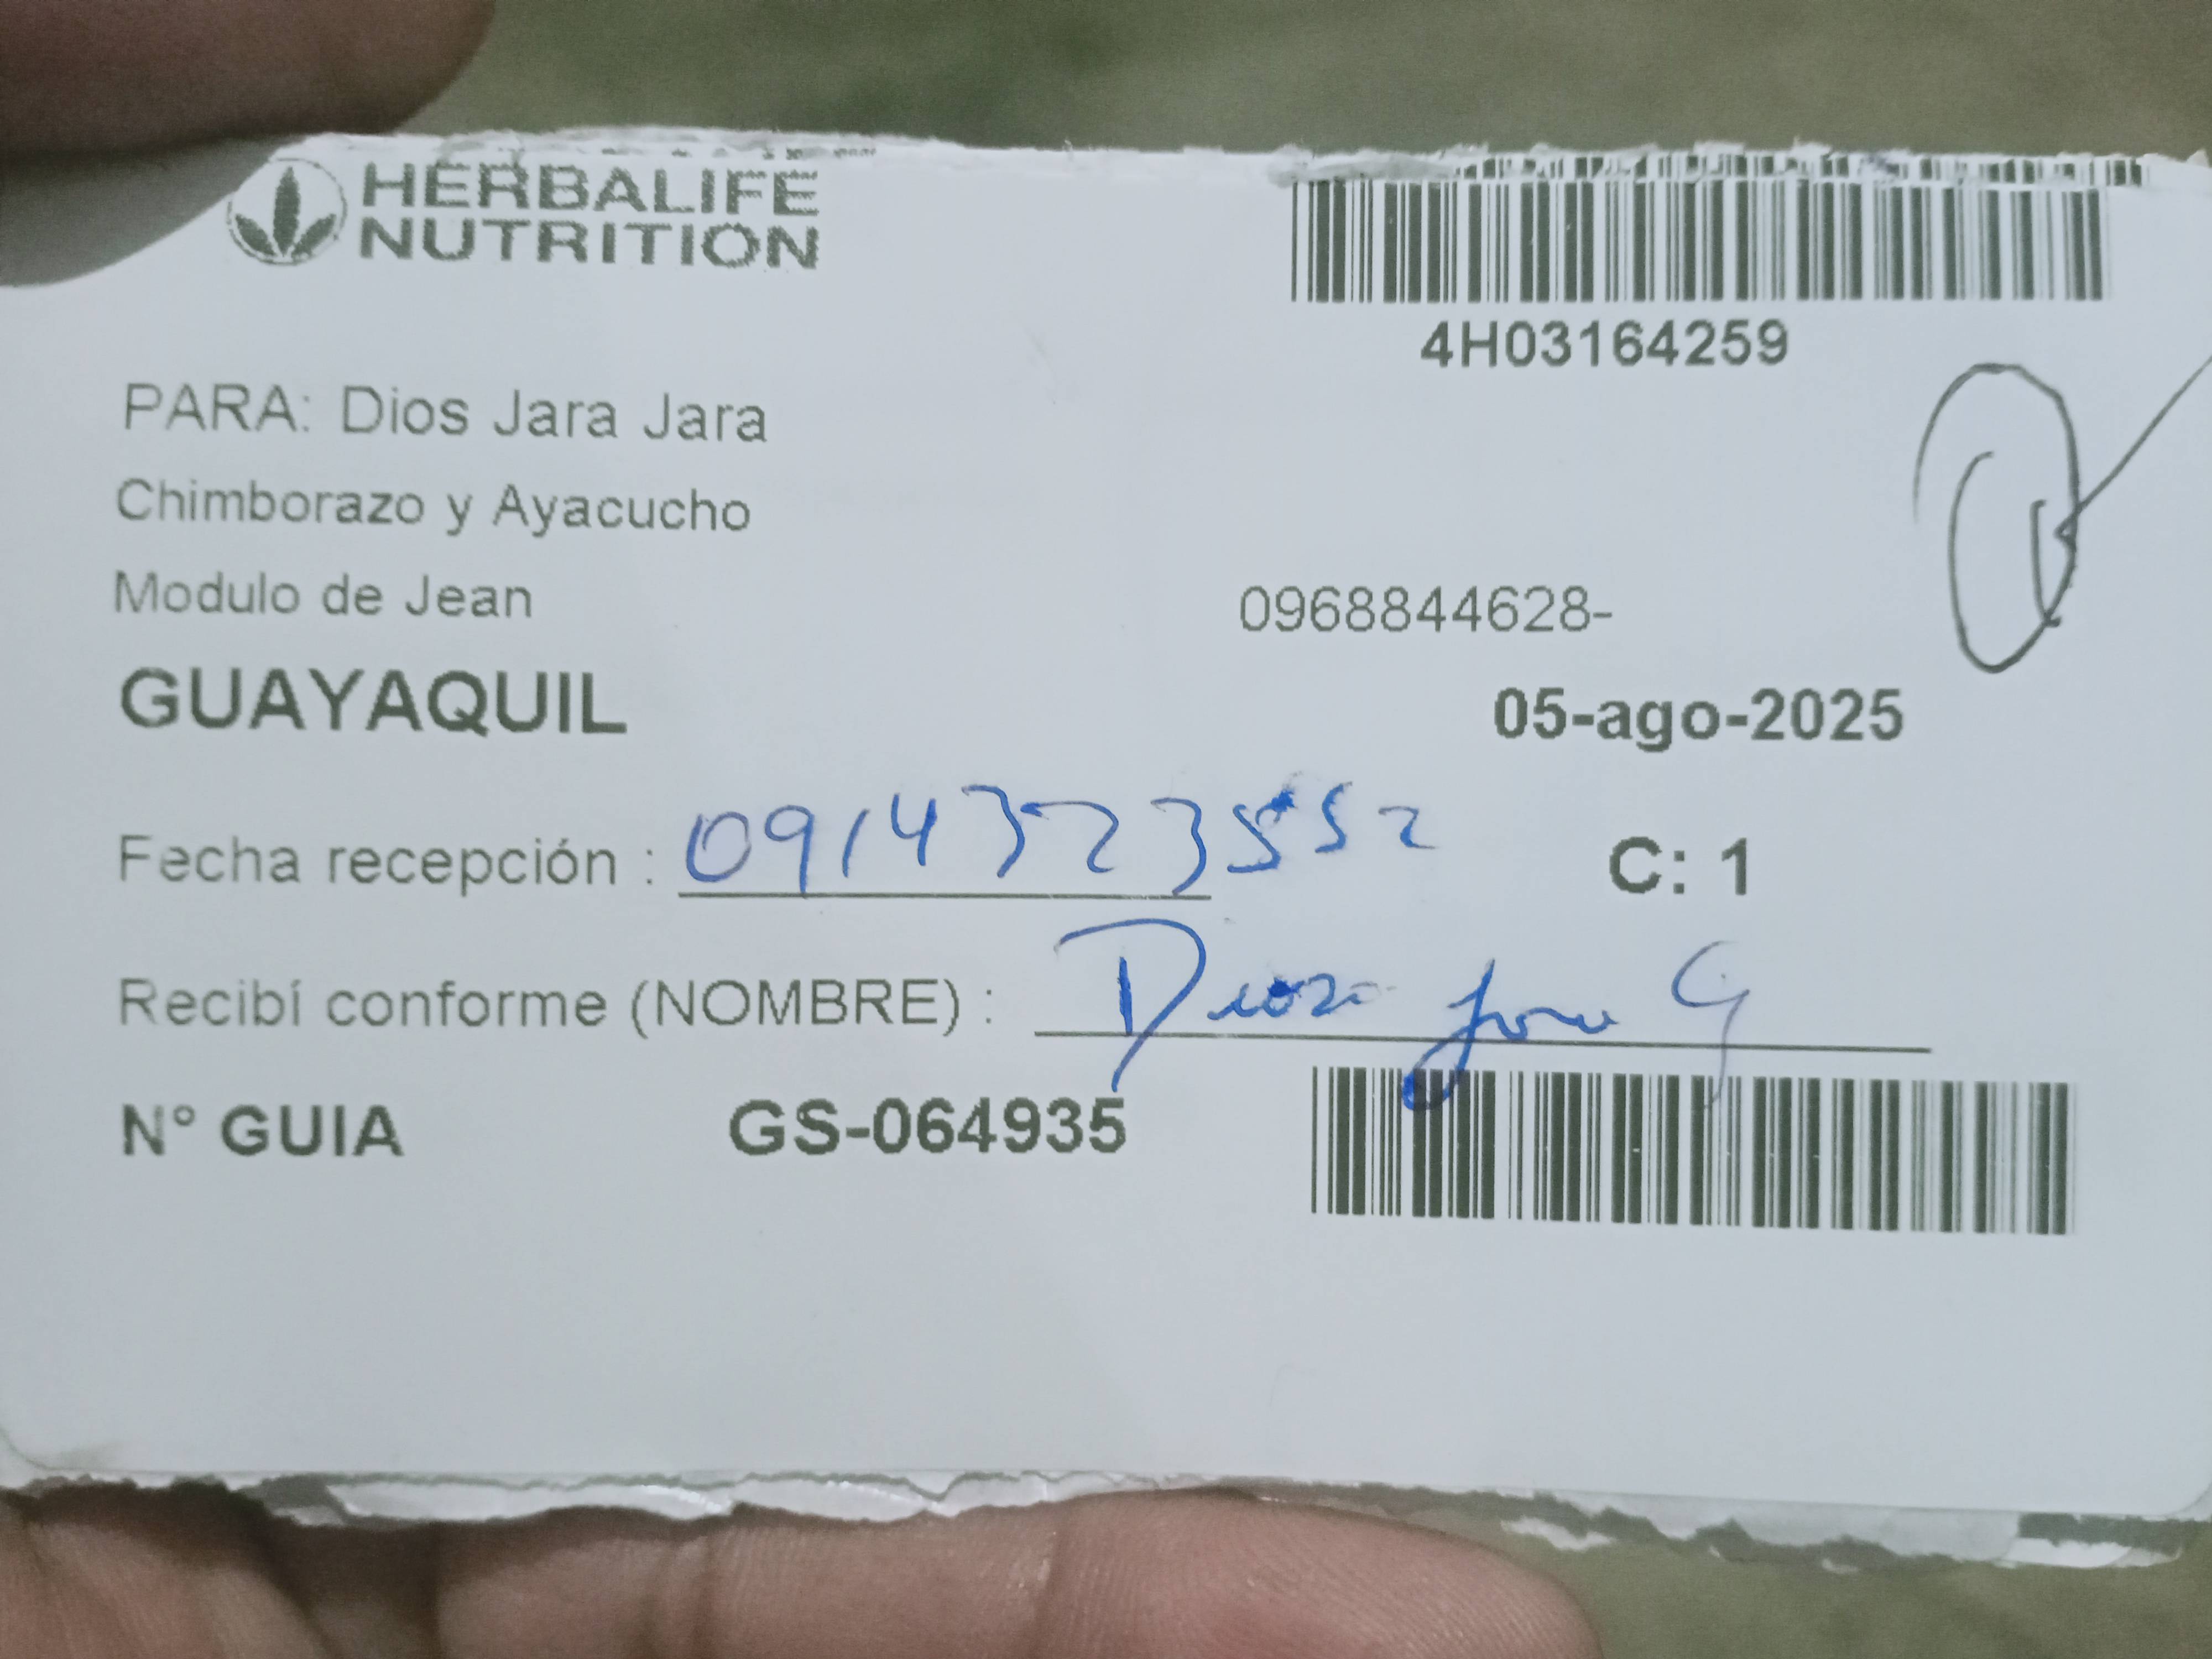 HERBALIFE
NUTRITION
4H03164259
PARA: Dios Jara Jara
Chimborazo y Ayacucho
Modulo de Jean
0968844628-
GUAYAQUIL
05-ago-2025
Fecha recepción : 0914323552
C: 1
Recibí conforme (NOMBRE) :
N° GUIA GS-064935